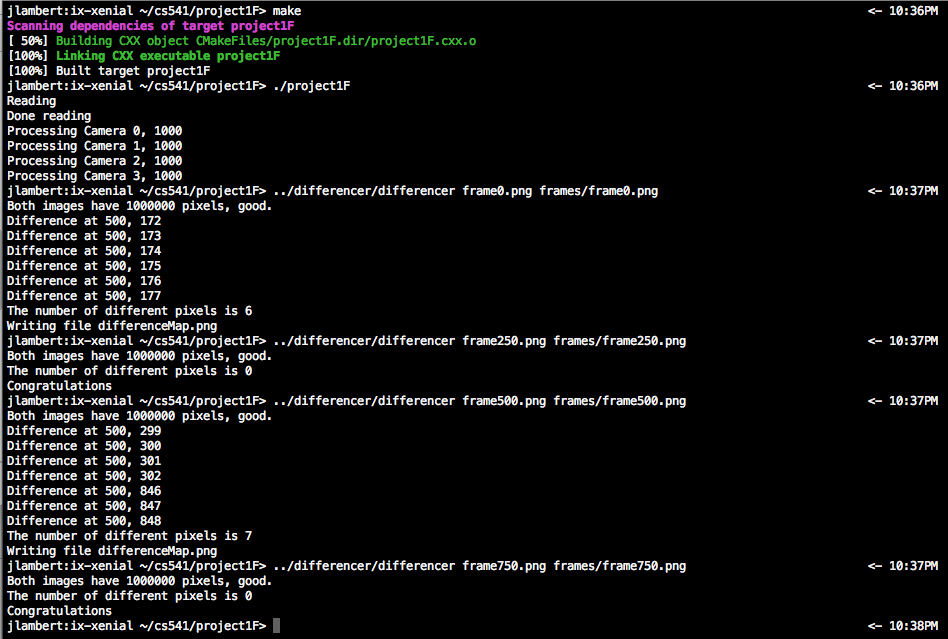 jlambert:ix-xenial ~/cs541/project1F> make <- 10:36PM
Scanning dependencies of target project1F
[ 50%] Building CXX object CMakeFiles/project1F.dir/project1F.cxx.o
[100%] Linking CXX executable project1F
[100%] Built target project1F
jlambert:ix-xenial ~/cs541/project1F> ./project1F <- 10:36PM
Reading
Done reading
Processing Camera 0, 1000
Processing Camera 1, 1000
Processing Camera 2, 1000
Processing Camera 3, 1000
jlambert:ix-xenial ~/cs541/project1F> ../differencer/differencer frame0.png frames/frame0.png <- 10:37PM
Both images have 1000000 pixels, good.
Difference at 500, 172
Difference at 500, 173
Difference at 500, 174
Difference at 500, 175
Difference at 500, 176
Difference at 500, 177
The number of different pixels is 6
Writing file differenceMap.png
jlambert:ix-xenial ~/cs541/project1F> ../differencer/differencer frame250.png frames/frame250.png <- 10:37PM
Both images have 1000000 pixels, good.
The number of different pixels is 0
Congratulations
jlambert:ix-xenial ~/cs541/project1F> ../differencer/differencer frame500.png frames/frame500.png <- 10:37PM
Both images have 1000000 pixels, good.
Difference at 500, 299
Difference at 500, 300
Difference at 500, 301
Difference at 500, 302
Difference at 500, 846
Difference at 500, 847
Difference at 500, 848
The number of different pixels is 7
Writing file differenceMap.png
jlambert:ix-xenial ~/cs541/project1F> ../differencer/differencer frame750.png frames/frame750.png <- 10:37PM
Both images have 1000000 pixels, good.
The number of different pixels is 0
Congratulations
jlambert:ix-xenial ~/cs541/project1F> <- 10:38PM